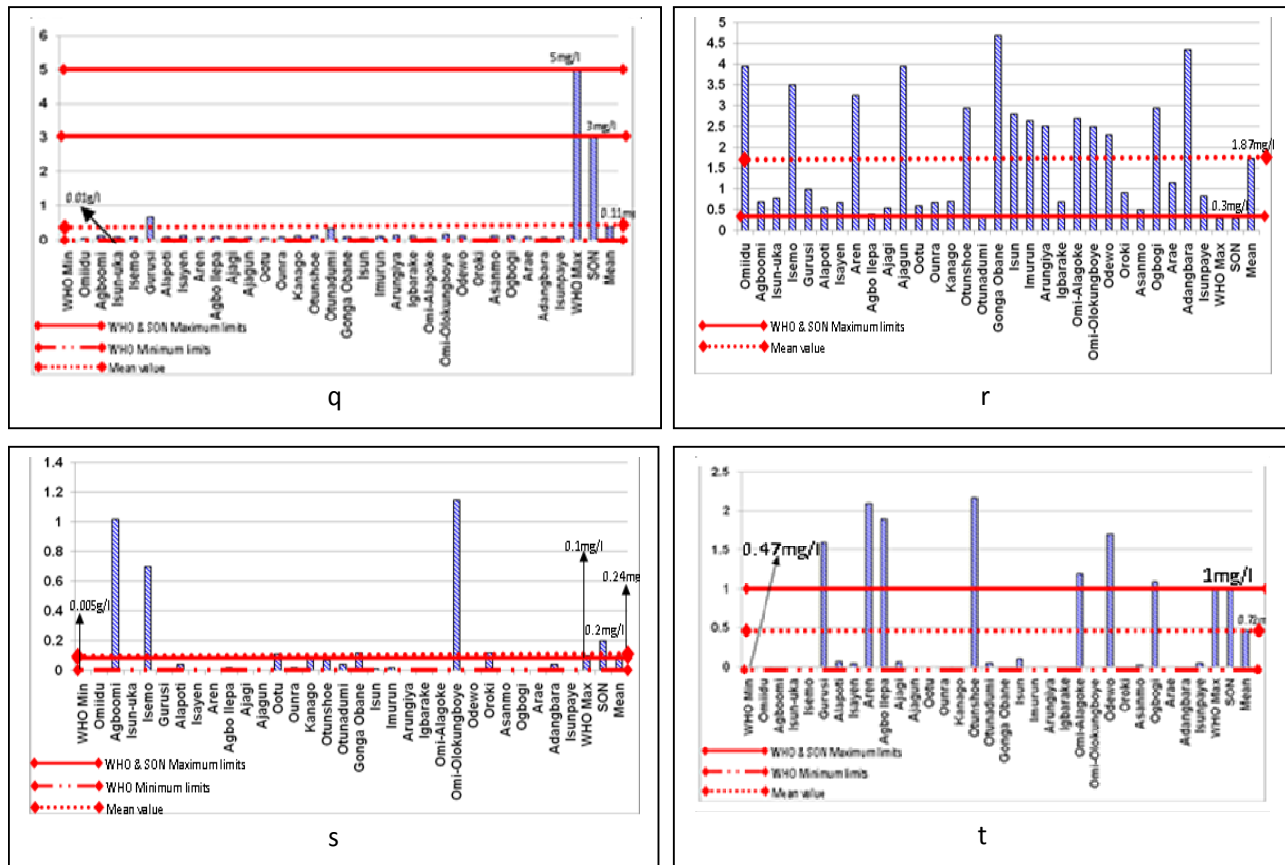 6
5
4
3
2
1
0
5mg/l
3mg/l
0.01g/l
WHO Min
Omiidu
Agboomi
Isun-uka
Isemo
Gurusi
Alapoti
Isayen
Aren
Agbo Ilepa
Ajagi
Ajagun
Ootu
Ounra
Kanago
Otunshoe
Otunadumi
Gonga Obane
Isun
Imurun
Arungiya
Igbarake
Omi-Alagoke
Omi-Olokungboye
Odewo
Oroki
Asanmo
Ogbogi
Arae
Adangbara
Isunpaye
WHO Max
SON
Mean
WHO & SON Maximum limits
WHO Minimum limits
Mean value
q
5
4.5
4
3.5
3
2.5
2
1.5
1
0.5
0
1.87mg/l
0.3mg/l
Omiidu
Agboomi
Isun-uka
Isemo
Gurusi
Alapoti
Isayen
Aren
Agbo Ilepa
Ajagi
Ajagun
Ootu
Ounra
Kanago
Otunshoe
Otunadumi
Gonga Obane
Isun
Imurun
Arungiya
Igbarake
Omi-Alagoke
Omi-Olokungboye
Odewo
Oroki
Asanmo
Ogbogi
Arae
Adangbara
Isunpaye
WHO Max
SON
Mean
WHO & SON Maximum limits
Mean value
r
1.4
1.2
1
0.8
0.6
0.4
0.2
0
0.005g/l
0.1mg/l
0.24mg
0.2mg/l
WHO Min
Omiidu
Agboomi
Isun-uka
Isemo
Gurusi
Alapoti
Isayen
Aren
Agbo Ilepa
Ajagi
Ajagun
Ootu
Ounra
Kanago
Otunshoe
Otunadumi
Gonga Obane
Isun
Imurun
Arungiya
Igbarake
Omi-Alagoke
Omi-Olokungboye
Odewo
Oroki
Asanmo
Ogbogi
Arae
Adangbara
Isunpaye
WHO Max
SON
Mean
WHO & SON Maximum limits
WHO Minimum limits
Mean value
s
2.5
2
1.5
1
0.5
0
0.47mg/l
1mg/l
WHO Min
Omiidu
Agboomi
Isun-uka
Isemo
Gurusi
Alapoti
Isayen
Aren
Agbo Ilepa
Ajagi
Ajagun
Ootu
Ounra
Kanago
Otunshoe
Otunadumi
Gonga Obane
Isun
Imurun
Arungiya
Igbarake
Omi-Alagoke
Omi-Olokungboye
Odewo
Oroki
Asanmo
Ogbogi
Arae
Adangbara
Isunpaye
WHO Max
SON
Mean
WHO & SON Maximum limits
WHO Minimum limits
Mean value
t